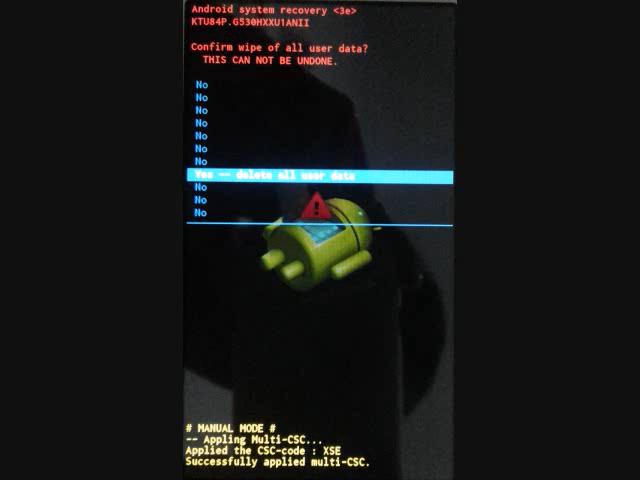 Android system recovery <3e>
KTU84P.G530HXXU1ANII
Confirm wipe of all user data?
THIS CAN NOT BE UNDONE.
No
No
No
No
No
No
No
Yes -- delete all user data
No
No
No
# MANUAL MODE #
-- Appling Multi-CSC...
Applied the CSC-code : XSE
Successfully applied multi-CSC.